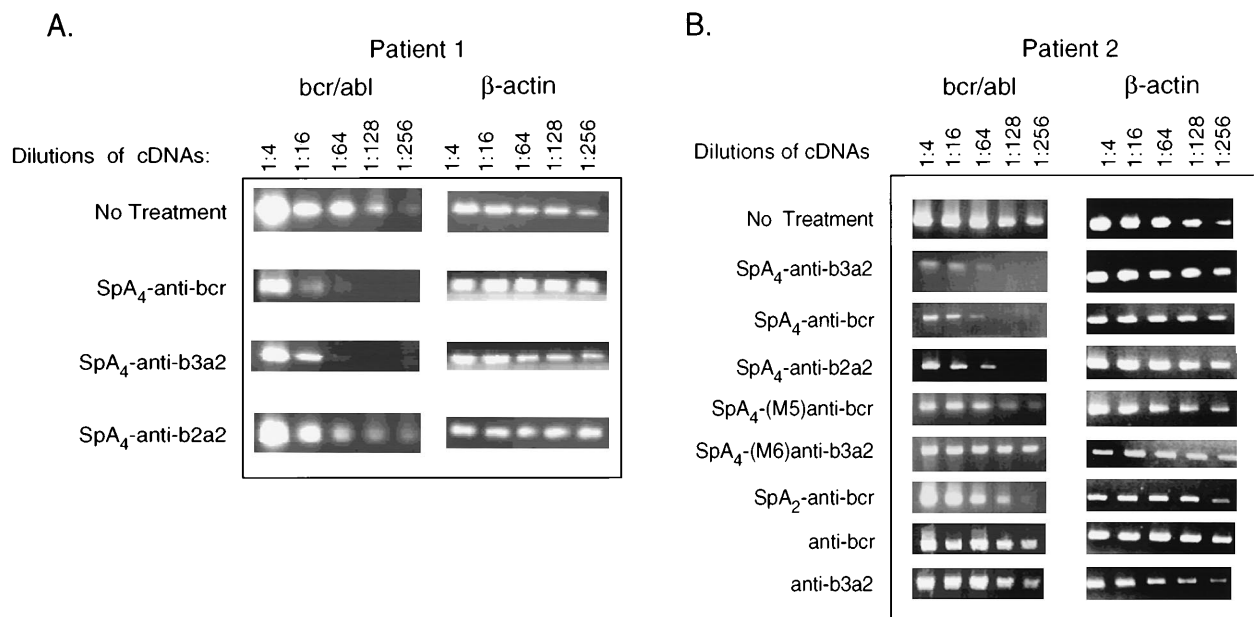 A.
Patient 1
bcr/abl β-actin
Dilutions of cDNAs: 1:4 1:16 1:64 1:128 1:256 1:4 1:16 1:64 1:128 1:256
No Treatment
SpA4-anti-bcr
SpA4-anti-b3a2
SpA4-anti-b2a2
B.
Patient 2
bcr/abl β-actin
Dilutions of cDNAs 1:4 1:16 1:64 1:128 1:256 1:4 1:16 1:64 1:128 1:256
No Treatment
SpA4-anti-b3a2
SpA4-anti-bcr
SpA4-anti-b2a2
SpA4-(M5)anti-bcr
SpA4-(M6)anti-b3a2
SpA2-anti-bcr
anti-bcr
anti-b3a2